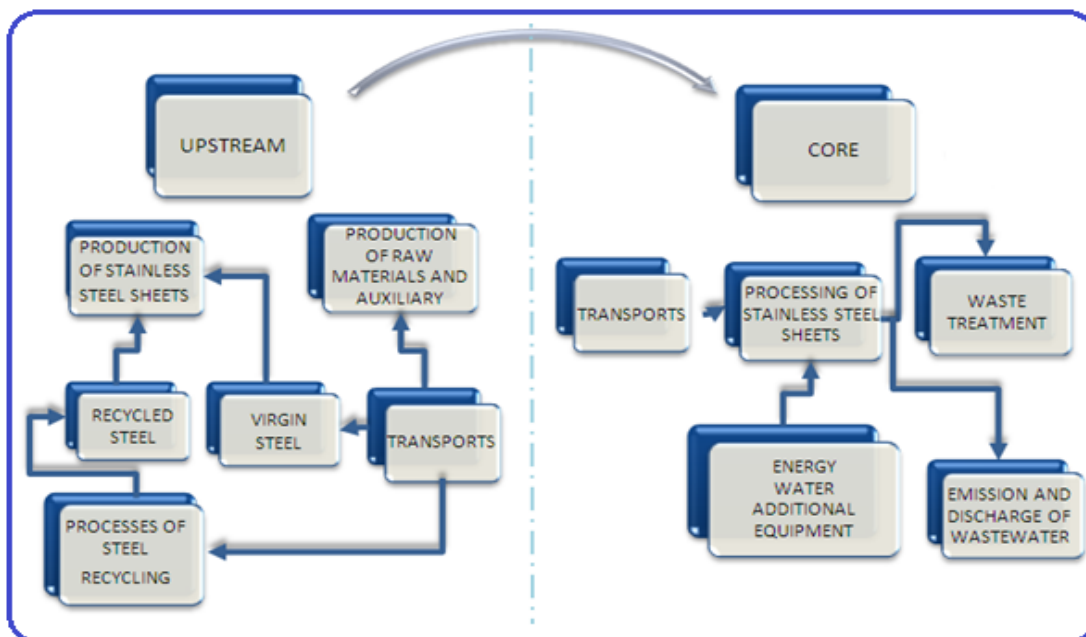 UPSTREAM
CORE
PRODUCTION
OF STAINLESS
STEEL SHEETS
PRODUCTION
OF RAW
MATERIALS AND
AUXILIARY
RECYCLED
STEEL
VIRGIN
STEEL
TRANSPORTS
PROCESSES OF
STEEL
RECYCLING
TRANSPORTS
PROCESSING OF
STAINLESS STEEL
SHEETS
WASTE
TREATMENT
ENERGY
WATER
ADDITIONAL
EQUIPMENT
EMISSION AND
DISCHARGE OF
WASTEWATER